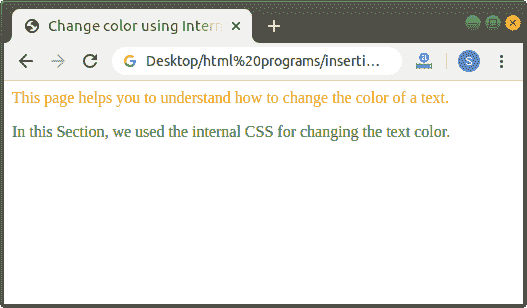 Change color using Intern
Desktop/html%20programs/inserti...
S
This page helps you to understand how to change the color of a text.
In this Section, we used the internal CSS for changing the text color.